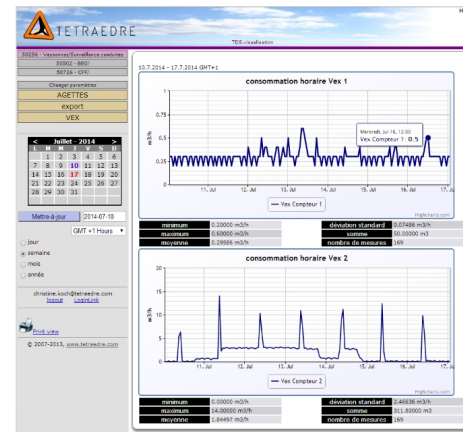 TETRAEDRE
TDS.visualisation
50256 - Veysonnez/Surveillance conduites
50502 - BEG/
50726 - CFF/
Changer paramètres
AGETTES
export
VEX
< Juillet - 2014 >
L M M J V S D
1 2 3 4 5 6
7 8 9 10 11 12 13
14 15 16 17 18 19 20
21 22 23 24 25 26 27
28 29 30 31
Mettre-à-jour 2014-07-18
GMT +1 Hours
jour
semaine
mois
année
christine.koch@tetraedre.com
logout LoginLink
Print view
© 2007-2013, www.tetraedre.com
10.7.2014 - 17.7.2014 GMT+1
consommation horaire Vex 1
m3/h
1
0.75
0.5
0.25
0
Mercredi, Jul 16, 12:00
Vex Compteur 1: 0.5
11. Jul 12. Jul 13. Jul 14. Jul 15. Jul 16. Jul 17. Jul
Vex Compteur 1
Highcharts.com
minimum 0.20000 m3/h déviation standard 0.07486 m3/h
maximum 0.60000 m3/h somme 50.00000 m3
moyenne 0.29586 m3/h nombre de mesures 169
consommation horaire Vex 2
m3/h
20
15
10
5
0
11. Jul 12. Jul 13. Jul 14. Jul 15. Jul 16. Jul 17. Jul
Vex Compteur 2
Highcharts.com
minimum 0.00000 m3/h déviation standard 2.46636 m3/h
maximum 14.00000 m3/h somme 311.80000 m3
moyenne 1.84497 m3/h nombre de mesures 169